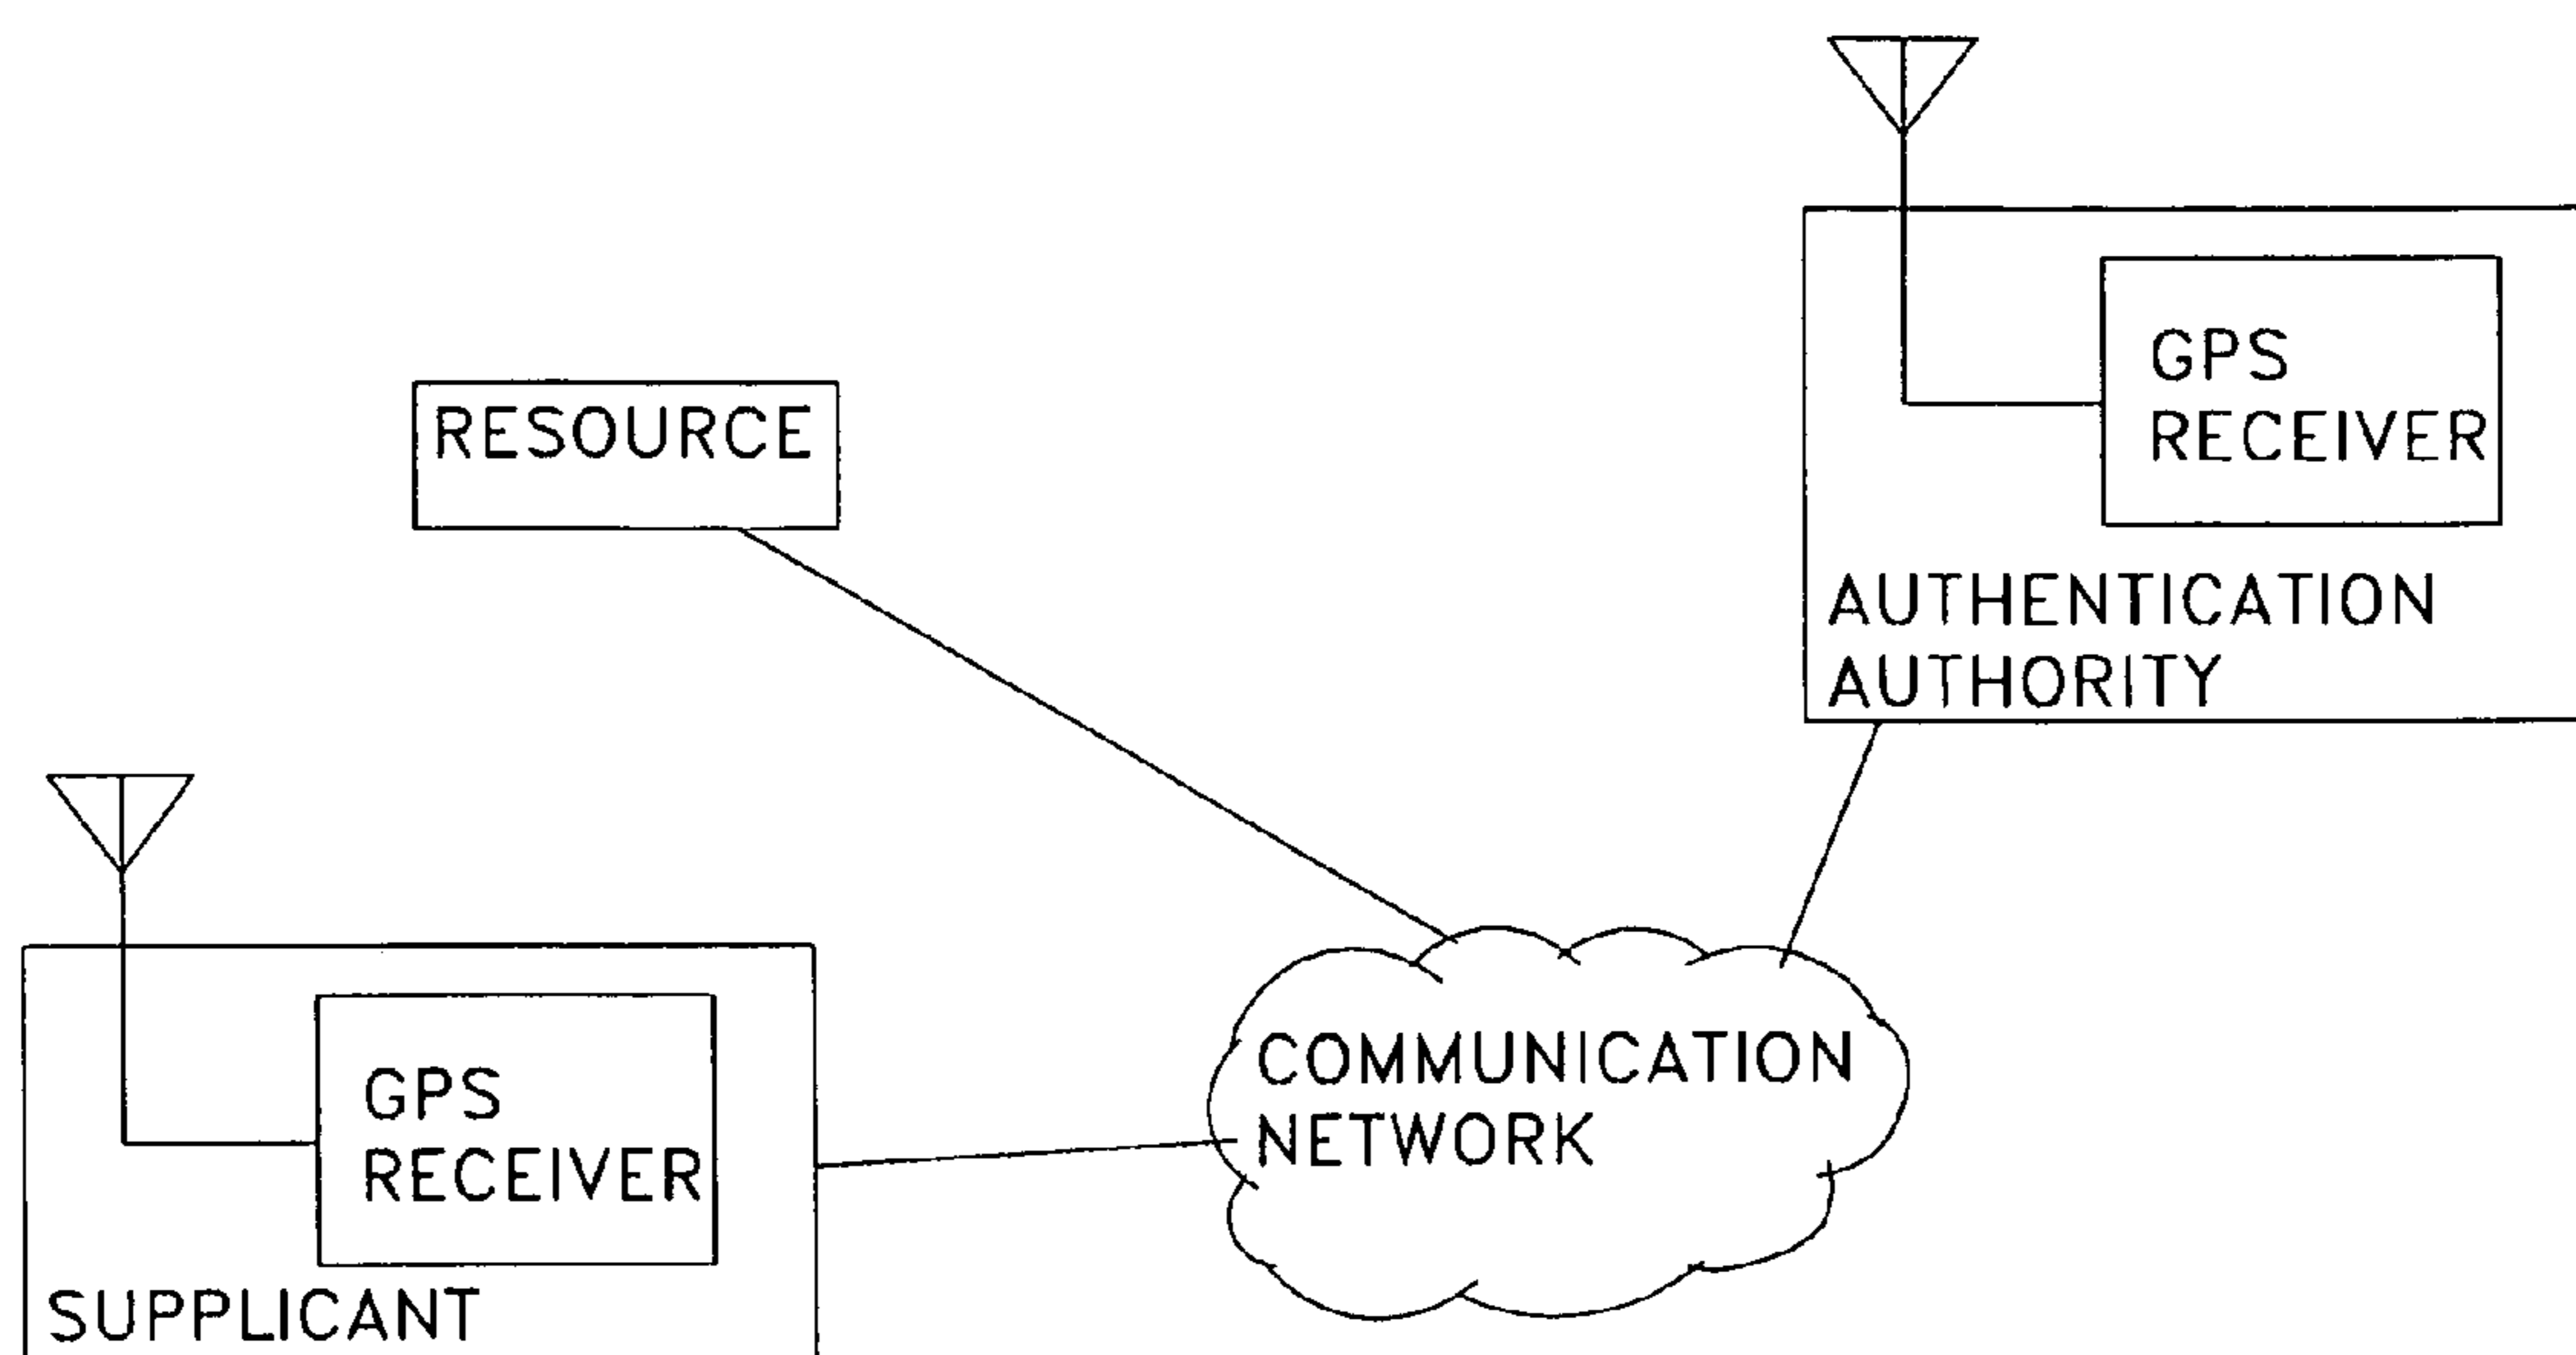 GPS
RECEIVER
AUTHENTICATION
AUTHORITY
RESOURCE
GPS
RECEIVER
SUPPLICANT
COMMUNICATION
NETWORK